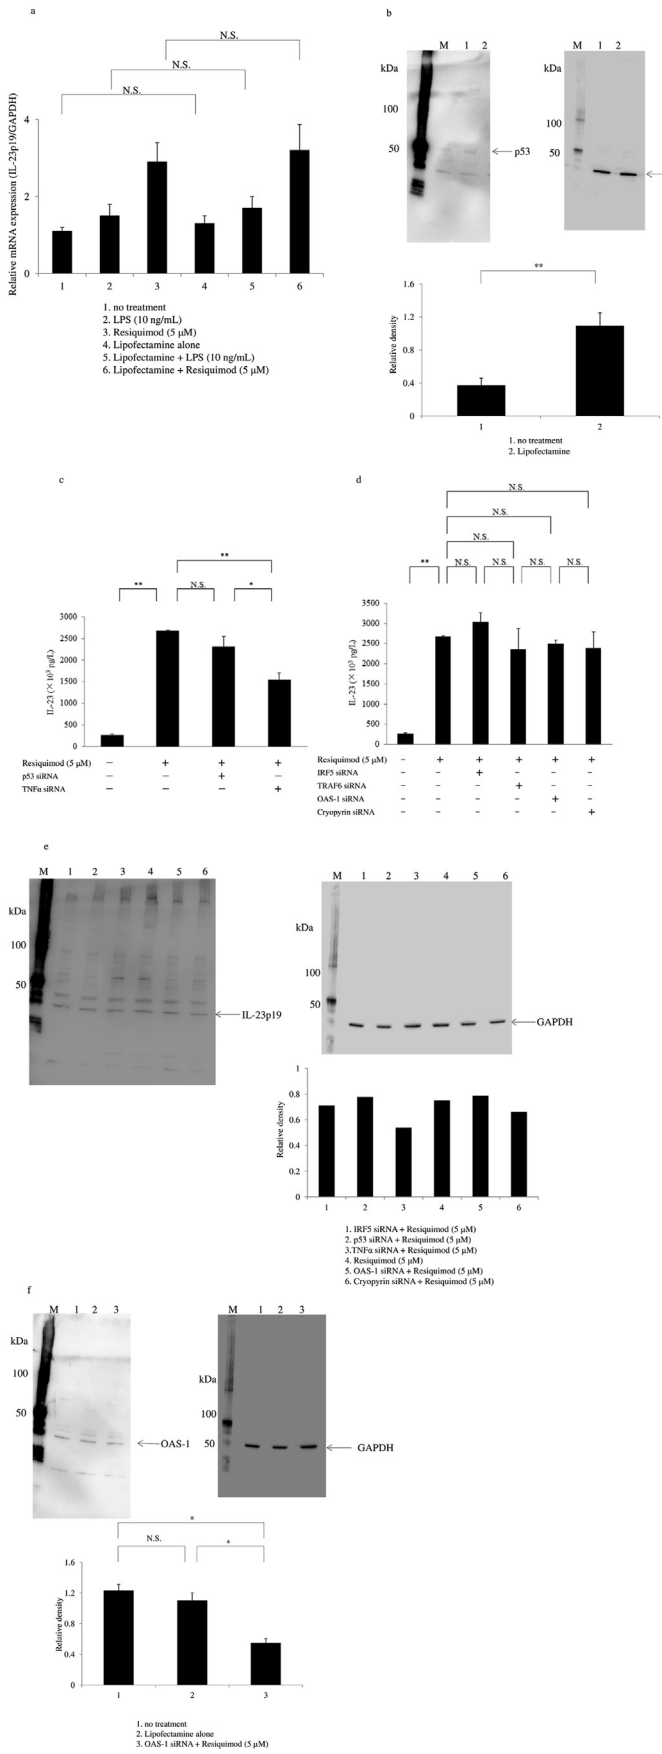 a
N.S.
N.S.
N.S.
Relative mRNA expression (IL-23p19/GAPDH)
4
2
0
1 2 3 4 5 6
1. no treatment
2. LPS (10 ng/mL)
3. Resiquimod (5 μM)
4. Lipofectamine alone
5. Lipofectamine + LPS (10 ng/mL)
6. Lipofectamine + Resiquimod (5 μM)
b
M 1 2
kDa
100
50
p53
M 1 2
kDa
100
50
**
Relative density
1.6
1.2
0.8
0.4
0
1 2
1. no treatment
2. Lipofectamine
c
**
** N.S. *
IL-23 (×10³ pg/L)
3000
2500
2000
1500
1000
500
0
Resiquimod (5 μM) − + + +
p53 siRNA − − + −
TNFα siRNA − − − +
d
N.S.
N.S.
N.S.
** N.S. N.S. N.S. N.S.
IL-23 (×10³ pg/L)
3500
3000
2500
2000
1500
1000
500
0
Resiquimod (5 μM) − + + + + +
IRF5 siRNA − − + − − −
TRAF6 siRNA − − − + − −
OAS-1 siRNA − − − − + −
Cryopyrin siRNA − − − − − +
e
M 1 2 3 4 5 6
kDa
100
50
IL-23p19
M 1 2 3 4 5 6
kDa
100
50
GAPDH
Relative density
1
0.8
0.6
0.4
0.2
0
1 2 3 4 5 6
1. IRF5 siRNA + Resiquimod (5 μM)
2. p53 siRNA + Resiquimod (5 μM)
3.TNFα siRNA + Resiquimod (5 μM)
4. Resiquimod (5 μM)
5. OAS-1 siRNA + Resiquimod (5 μM)
6. Cryopyrin siRNA + Resiquimod (5 μM)
f
M 1 2 3
kDa
100
50
OAS-1
M 1 2 3
kDa
100
50
GAPDH
*
N.S. *
Relative density
1.6
1.2
0.8
0.4
0
1 2 3
1. no treatment
2. Lipofectamine alone
3. OAS-1 siRNA + Resiquimod (5 μM)